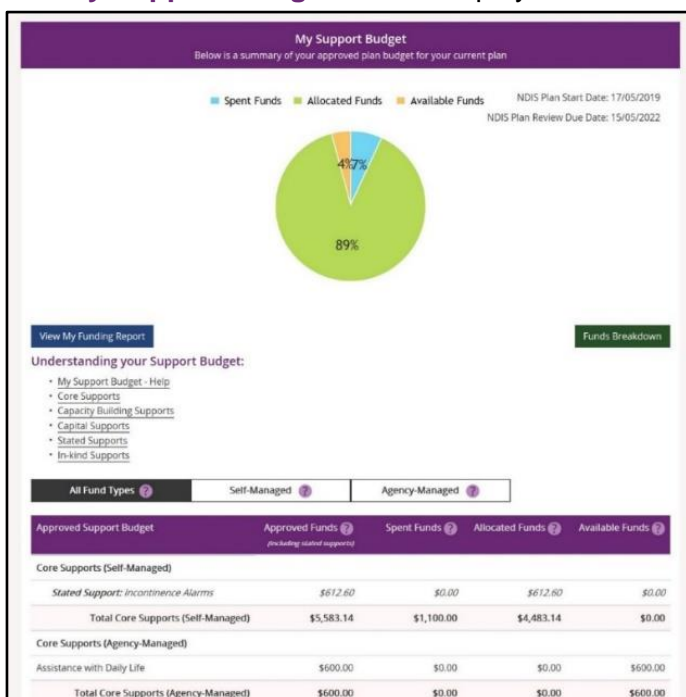 My Support Budget
Below is a summary of your approved plan budget for your current plan
Spent Funds Allocated Funds Available Funds
NDIS Plan Start Date: 17/05/2019
NDIS Plan Review Due Date: 15/05/2022
4% 7%
89%
View My Funding Report Funds Breakdown
Understanding your Support Budget:
• My Support Budget - Help
• Core Supports
• Capacity Building Supports
• Capital Supports
• Stated Supports
• In-kind Supports
All Fund Types ? Self-Managed ? Agency-Managed ?
Approved Support Budget Approved Funds ? Spent Funds ? Allocated Funds ? Available Funds ?
(including stated supports)
Core Supports (Self-Managed)
Stated Support: Incontinence Alarms $612.60 $0.00 $612.60 $0.00
Total Core Supports (Self-Managed) $5,583.14 $1,100.00 $4,483.14 $0.00
Core Supports (Agency-Managed)
Assistance with Daily Life $600.00 $0.00 $0.00 $600.00
Total Core Supports (Agency-Managed) $600.00 $0.00 $0.00 $600.00